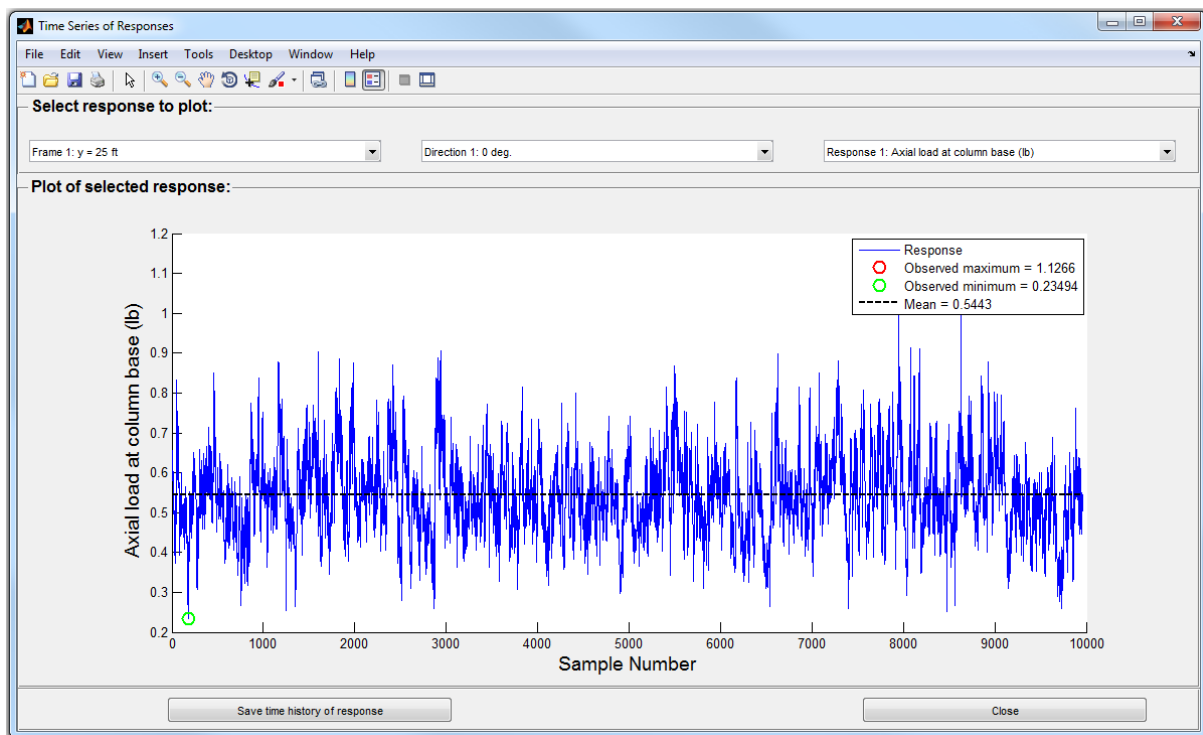 Time Series of Responses
File Edit View Insert Tools Desktop Window Help
Select response to plot:
Frame 1: y = 25 ft Direction 1: 0 deg. Response 1: Axial load at column base (lb)
Plot of selected response:
1.2
1.1
1
0.9
0.8
0.7
0.6
0.5
0.4
0.3
0.2
Axial load at column base (lb)
Response
Observed maximum = 1.1266
Observed minimum = 0.23494
Mean = 0.5443
0 1000 2000 3000 4000 5000 6000 7000 8000 9000 10000
Sample Number
Save time history of response Close